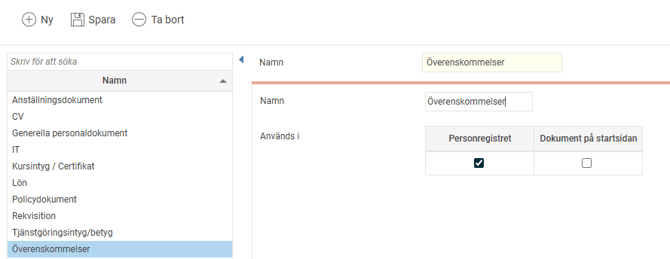 Ny Spara Ta bort
Skriv för att söka
Namn
Anställningsdokument
CV
Generella personaldokument
IT
Kursintyg / Certifikat
Lön
Policydokument
Rekvisition
Tjänstgöringsintyg/betyg
Överenskommelser
Namn Överenskommelser
Namn Överenskommelser
Används i Personregistret Dokument på startsidan